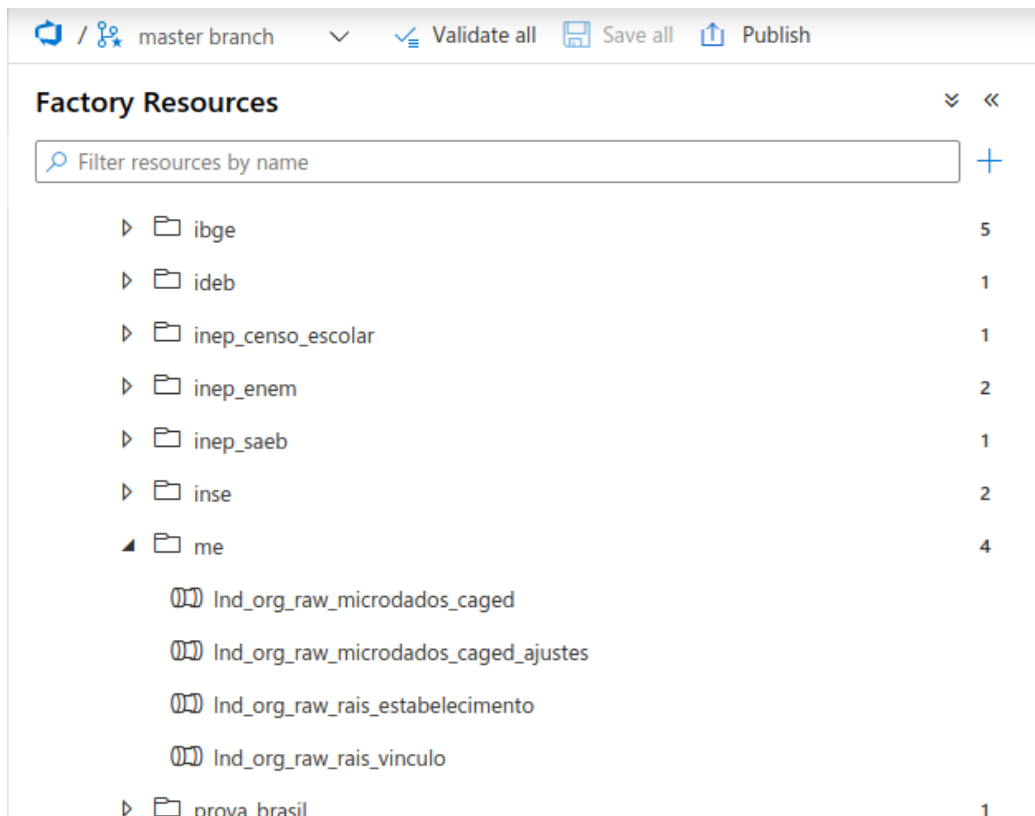 / master branch Validate all Save all Publish
Factory Resources
Filter resources by name
ibge 5
ideb 1
inep_censo_escolar 1
inep_enem 2
inep_saeb 1
inse 2
me 4
lnd_org_raw_microdados_caged
lnd_org_raw_microdados_caged_ajustes
lnd_org_raw_rais_estabelecimento
lnd_org_raw_rais_vinculo
prova_brasil 1